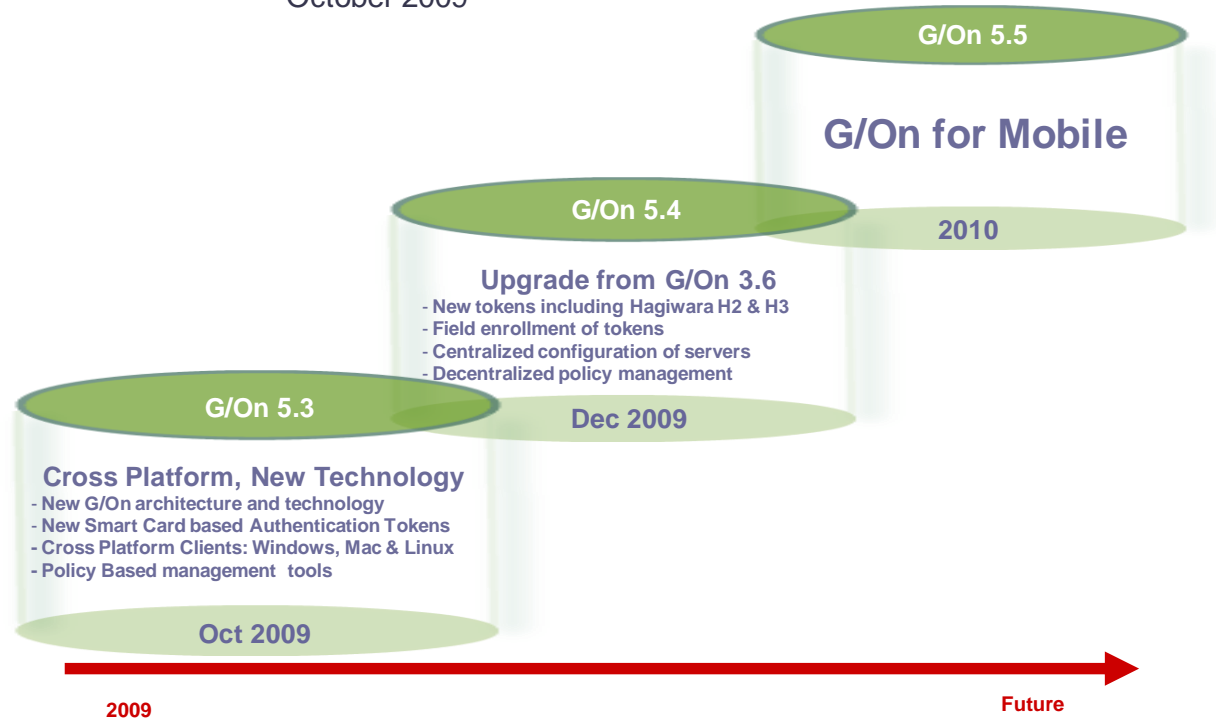 October 2009
G/On 5.5
G/On for Mobile
2010
G/On 5.4
Upgrade from G/On 3.6
- New tokens including Hagiwara H2 & H3
- Field enrollment of tokens
- Centralized configuration of servers
- Decentralized policy management
Dec 2009
G/On 5.3
Cross Platform, New Technology
- New G/On architecture and technology
- New Smart Card based Authentication Tokens
- Cross Platform Clients: Windows, Mac & Linux
- Policy Based management tools
Oct 2009
2009
Future